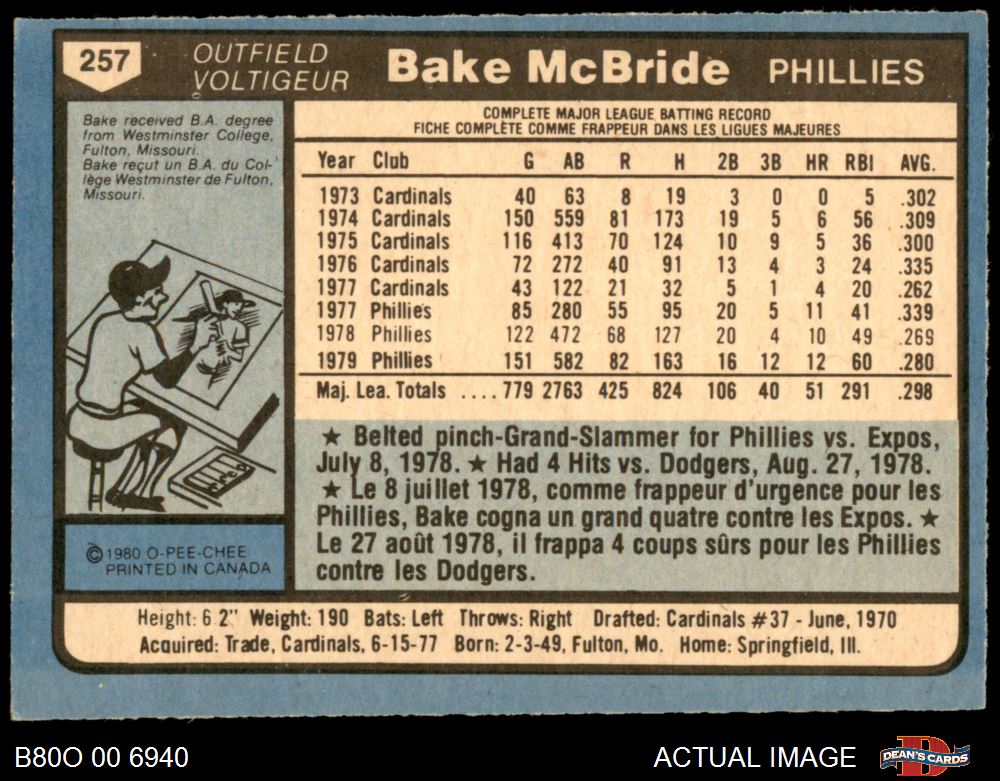 257
OUTFIELD
VOLTIGEUR
Bake McBride PHILLIES
Bake received B.A. degree
from Westminster College,
Fulton, Missouri.
Bake reçut un B.A. du Col-
lège Westminster de Fulton,
Missouri.
© 1980 O-PEE-CHEE
PRINTED IN CANADA
COMPLETE MAJOR LEAGUE BATTING RECORD
FICHE COMPLÈTE COMME FRAPPEUR DANS LES LIGUES MAJEURES
Year Club G AB R H 2B 3B HR RBI AVG.
1973 Cardinals 40 63 8 19 3 0 0 5 .302
1974 Cardinals 150 559 81 173 19 5 6 56 .309
1975 Cardinals 116 413 70 124 10 9 5 36 .300
1976 Cardinals 72 272 40 91 13 4 3 24 .335
1977 Cardinals 43 122 21 32 5 1 4 20 .262
1977 Phillies 85 280 55 95 20 5 11 41 .339
1978 Phillies 122 472 68 127 20 4 10 49 .269
1979 Phillies 151 582 82 163 16 12 12 60 .280
Maj. Lea. Totals ....779 2763 425 824 106 40 51 291 .298
★ Belted pinch-Grand-Slammer for Phillies vs. Expos,
July 8, 1978. ★ Had 4 Hits vs. Dodgers, Aug. 27, 1978.
★ Le 8 juillet 1978, comme frappeur d'urgence pour les
Phillies, Bake cogna un grand quatre contre les Expos. ★
Le 27 août 1978, il frappa 4 coups sûrs pour les Phillies
contre les Dodgers.
Height: 6 2" Weight: 190 Bats: Left Throws: Right Drafted: Cardinals #37 - June, 1970
Acquired: Trade, Cardinals, 6-15-77 Born: 2-3-49, Fulton, Mo. Home: Springfield, Ill.
B80O 00 6940
ACTUAL IMAGE
DEAN'S CARDS